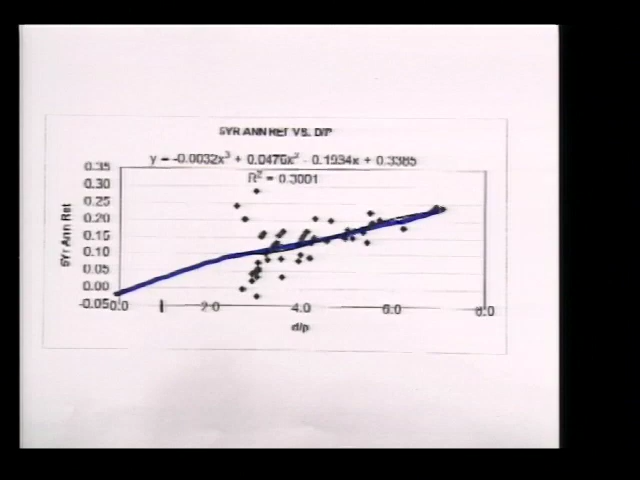 5YR ANN RET VS. D/P
y = -0.0032x³ + 0.0476x² - 0.1934x + 0.3385
R² = 0.3001
0.35
0.30
0.25
0.20
0.15
0.10
0.05
0.00
-0.05
5Yr Ann Ret
0.0 2.0 4.0 6.0 8.0
d/p